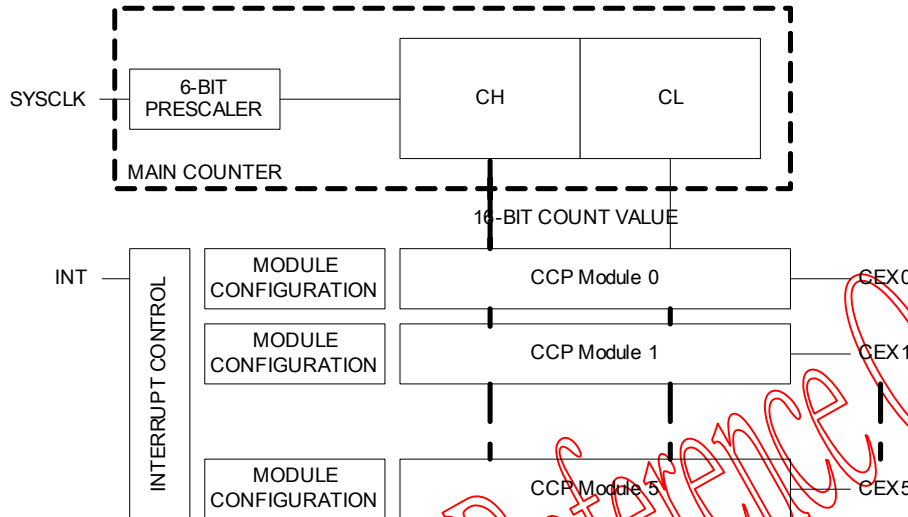 SYSCLK
6-BIT
PRESCALER
CH
CL
MAIN COUNTER
16-BIT COUNT VALUE
INT
INTERRUPT CONTROL
MODULE
CONFIGURATION
CCP Module 0
CEX0
MODULE
CONFIGURATION
CCP Module 1
CEX1
MODULE
CONFIGURATION
CCP Module 5
CEX5
Reference